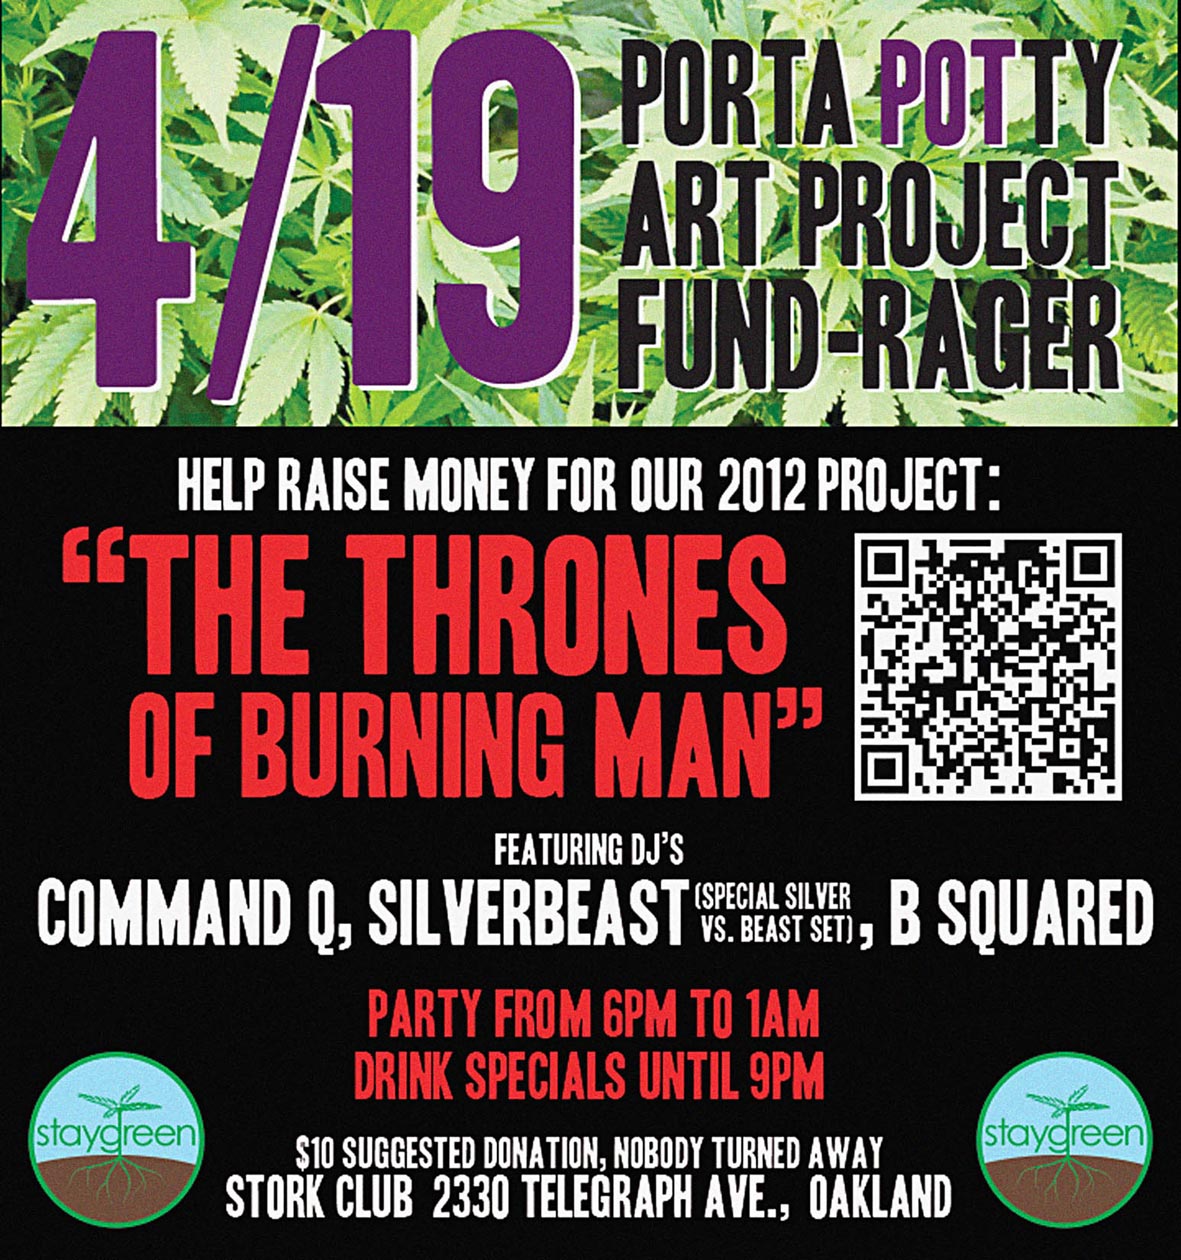 4/19
PORTA POTTY
ART PROJECT
FUND-RAGER
HELP RAISE MONEY FOR OUR 2012 PROJECT:
“THE THRONES
OF BURNING MAN”
FEATURING DJ’S
COMMAND Q, SILVERBEAST (SPECIAL SILVER
VS. BEAST SET), B SQUARED
PARTY FROM 6PM TO 1AM
DRINK SPECIALS UNTIL 9PM
staygreen
staygreen
$10 SUGGESTED DONATION, NOBODY TURNED AWAY
STORK CLUB 2330 TELEGRAPH AVE., OAKLAND